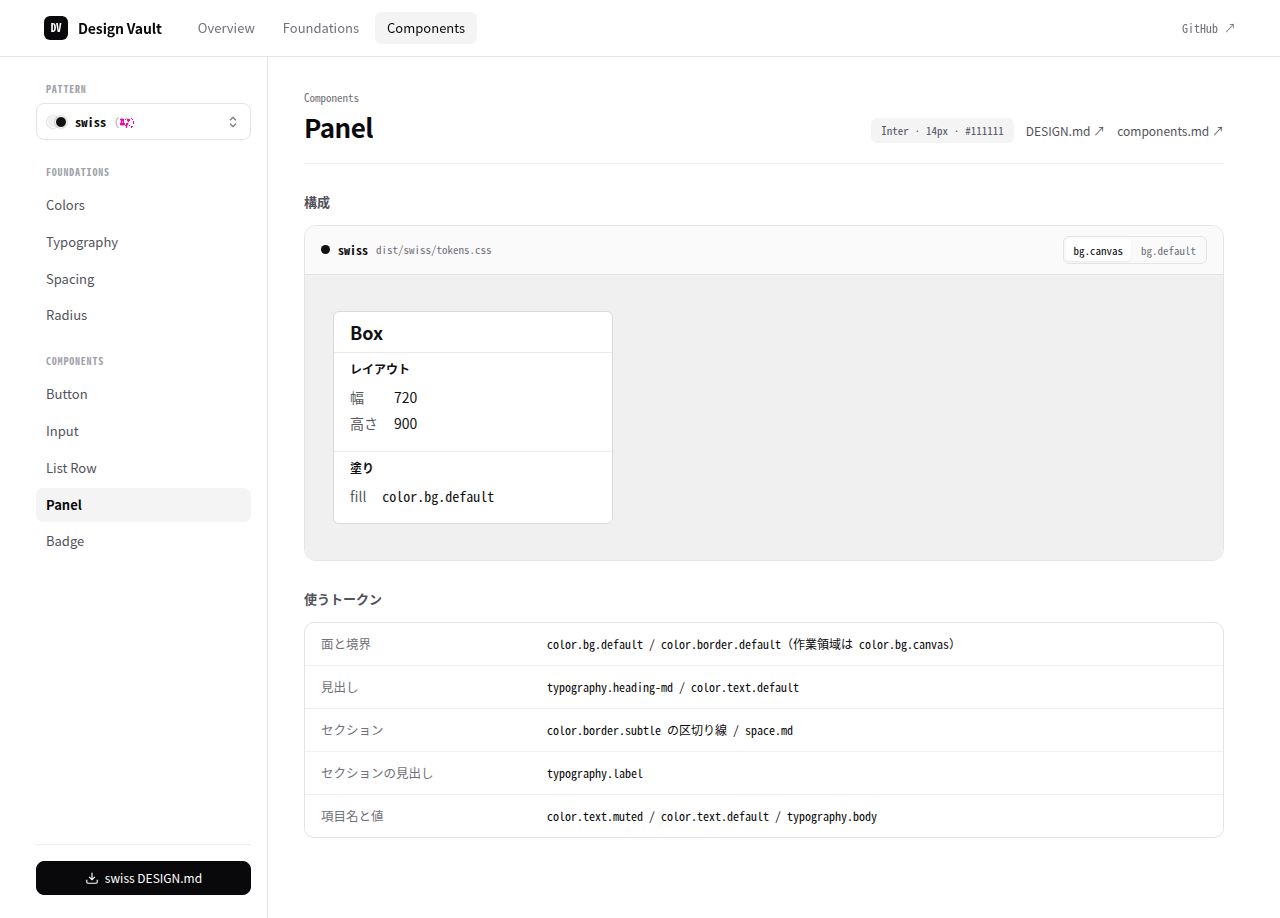 DV Design Vault Overview Foundations Components GitHub ↗
PATTERN
swiss
FOUNDATIONS
Colors
Typography
Spacing
Radius
COMPONENTS
Button
Input
List Row
Panel
Badge
swiss DESIGN.md
Components
Panel
Inter · 14px · #111111 DESIGN.md ↗ components.md ↗
構成
swiss dist/swiss/tokens.css bg.canvas bg.default
Box
レイアウト
幅 720
高さ 900
塗り
fill color.bg.default
使うトークン
面と境界 color.bg.default / color.border.default（作業領域は color.bg.canvas）
見出し typography.heading-md / color.text.default
セクション color.border.subtle の区切り線 / space.md
セクションの見出し typography.label
項目名と値 color.text.muted / color.text.default / typography.body